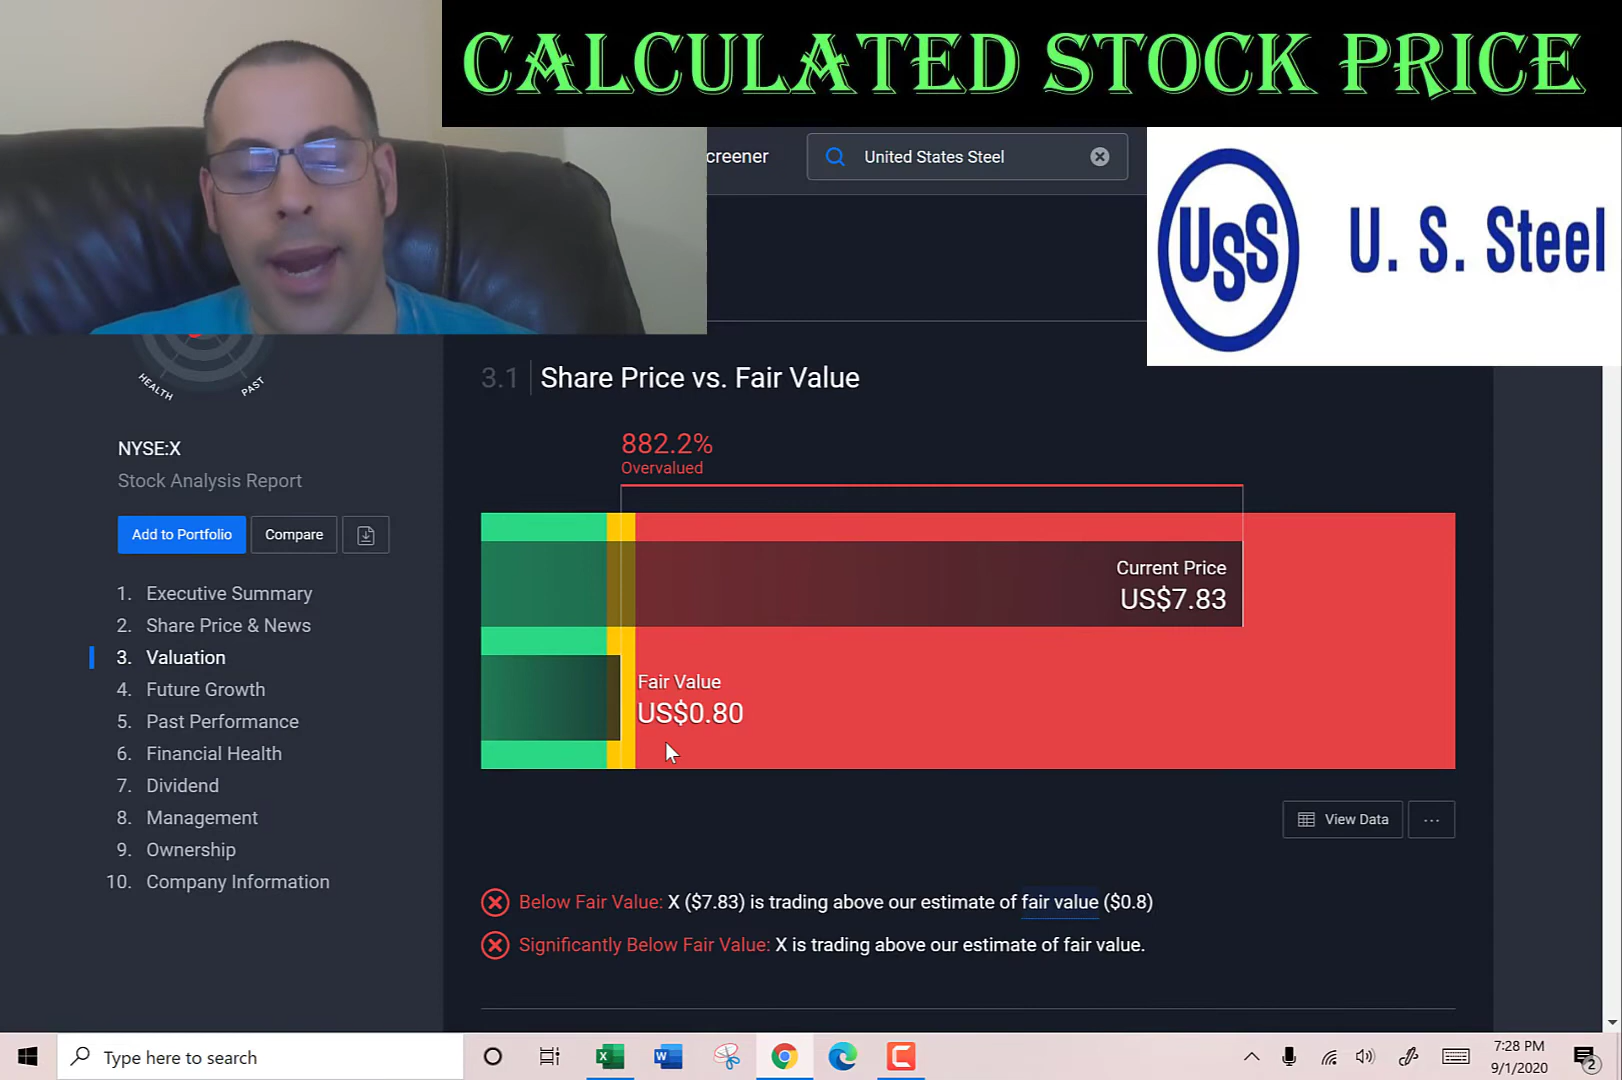 CALCULATED STOCK PRICE
creener
United States Steel
USS
U. S. Steel
HEALTH
PAST
NYSE:X
Stock Analysis Report
Add to Portfolio
Compare
1. Executive Summary
2. Share Price & News
3. Valuation
4. Future Growth
5. Past Performance
6. Financial Health
7. Dividend
8. Management
9. Ownership
10. Company Information
3.1 Share Price vs. Fair Value
882.2%
Overvalued
Current Price
US$7.83
Fair Value
US$0.80
View Data
...
Below Fair Value: X ($7.83) is trading above our estimate of fair value ($0.8)
Significantly Below Fair Value: X is trading above our estimate of fair value.
Type here to search
7:28 PM
9/1/2020
2